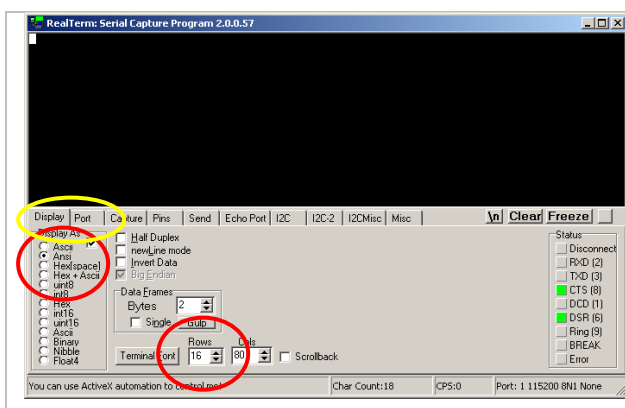 RealTerm: Serial Capture Program 2.0.0.57
Display Port Capture Pins Send Echo Port I2C I2C-2 I2CMisc Misc \n Clear Freeze
Display As
Ascii
Ansi
Hex[space]
Hex + Ascii
uint8
int8
Hex
int16
uint16
Ascii
Binary
Nibble
Float4
Half Duplex
newLine mode
Invert Data
Big Endian
Data Frames
Bytes 2
Single Gulp
Rows Cols
Terminal Font 16 80 Scrollback
Status
Disconnect
RXD (2)
TXD (3)
CTS (8)
DCD (1)
DSR (6)
Ring (9)
BREAK
Error
You can use ActiveX automation to control me! Char Count:18 CPS:0 Port: 1 115200 8N1 None